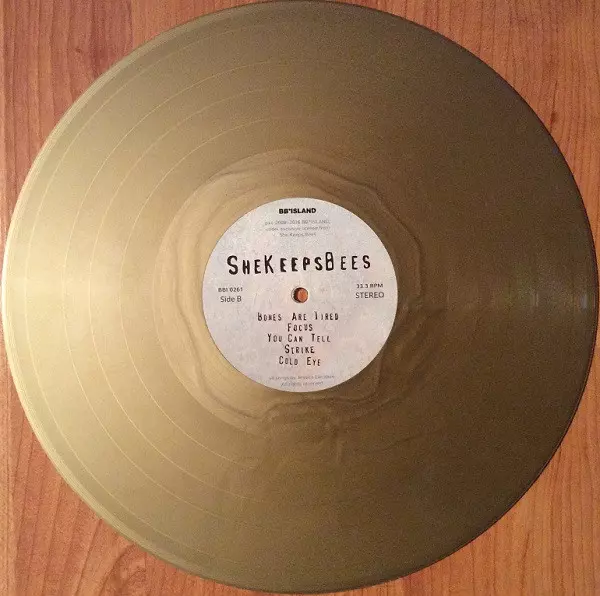 BB*ISLAND
SheKeepsBees
BBI 0261
33.3 RPM
Side B
STEREO
Bones Are Tired
Focus
You Can Tell
Strike
Cold Eye